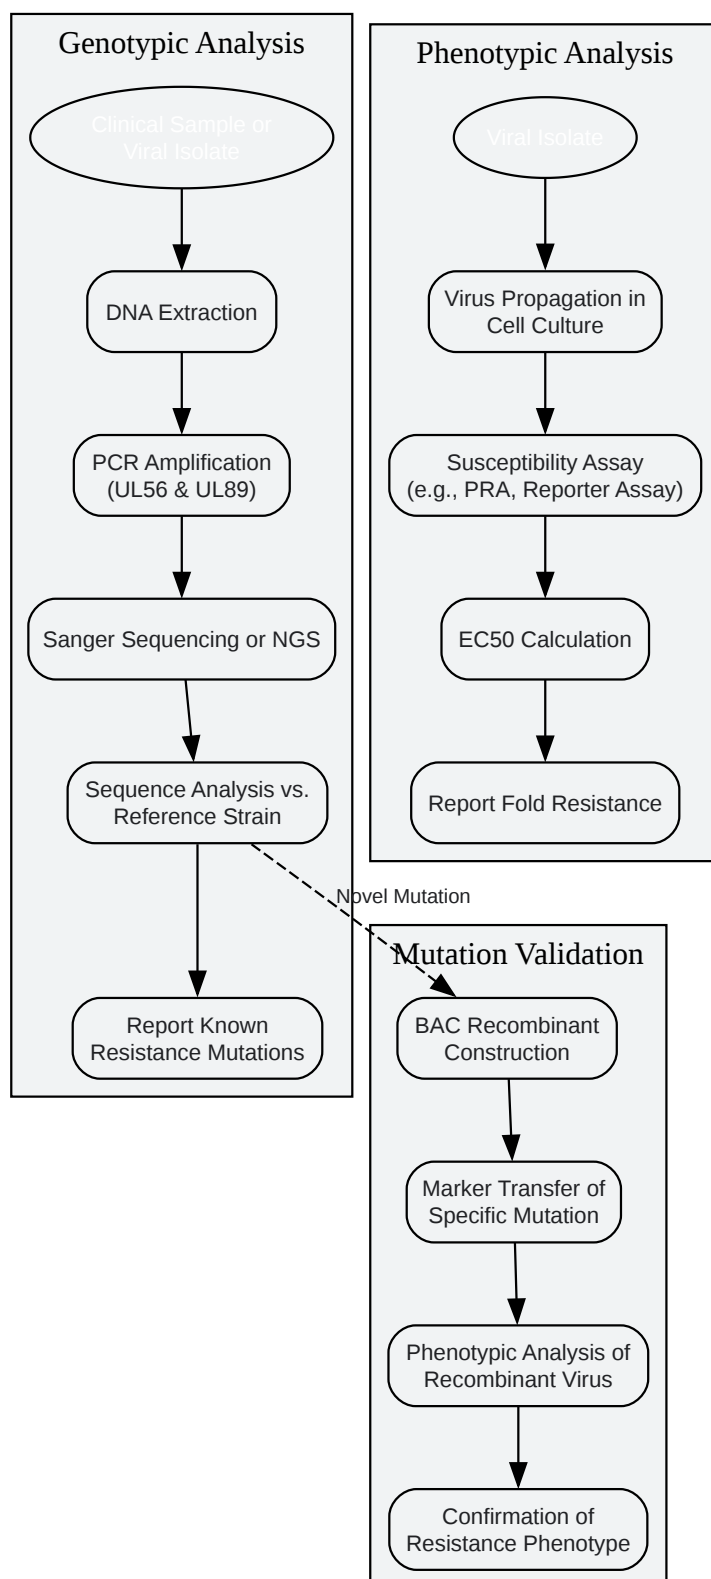 Genotypic Analysis
Clinical Sample or
Viral Isolate
DNA Extraction
PCR Amplification
(UL56 & UL89)
Sanger Sequencing or NGS
Sequence Analysis vs.
Reference Strain
Novel Mutation
Report Known
Resistance Mutations
Phenotypic Analysis
Viral Isolate
Virus Propagation in
Cell Culture
Susceptibility Assay
(e.g., PRA, Reporter Assay)
EC50 Calculation
Report Fold Resistance
Mutation Validation
BAC Recombinant
Construction
Marker Transfer of
Specific Mutation
Phenotypic Analysis of
Recombinant Virus
Confirmation of
Resistance Phenotype